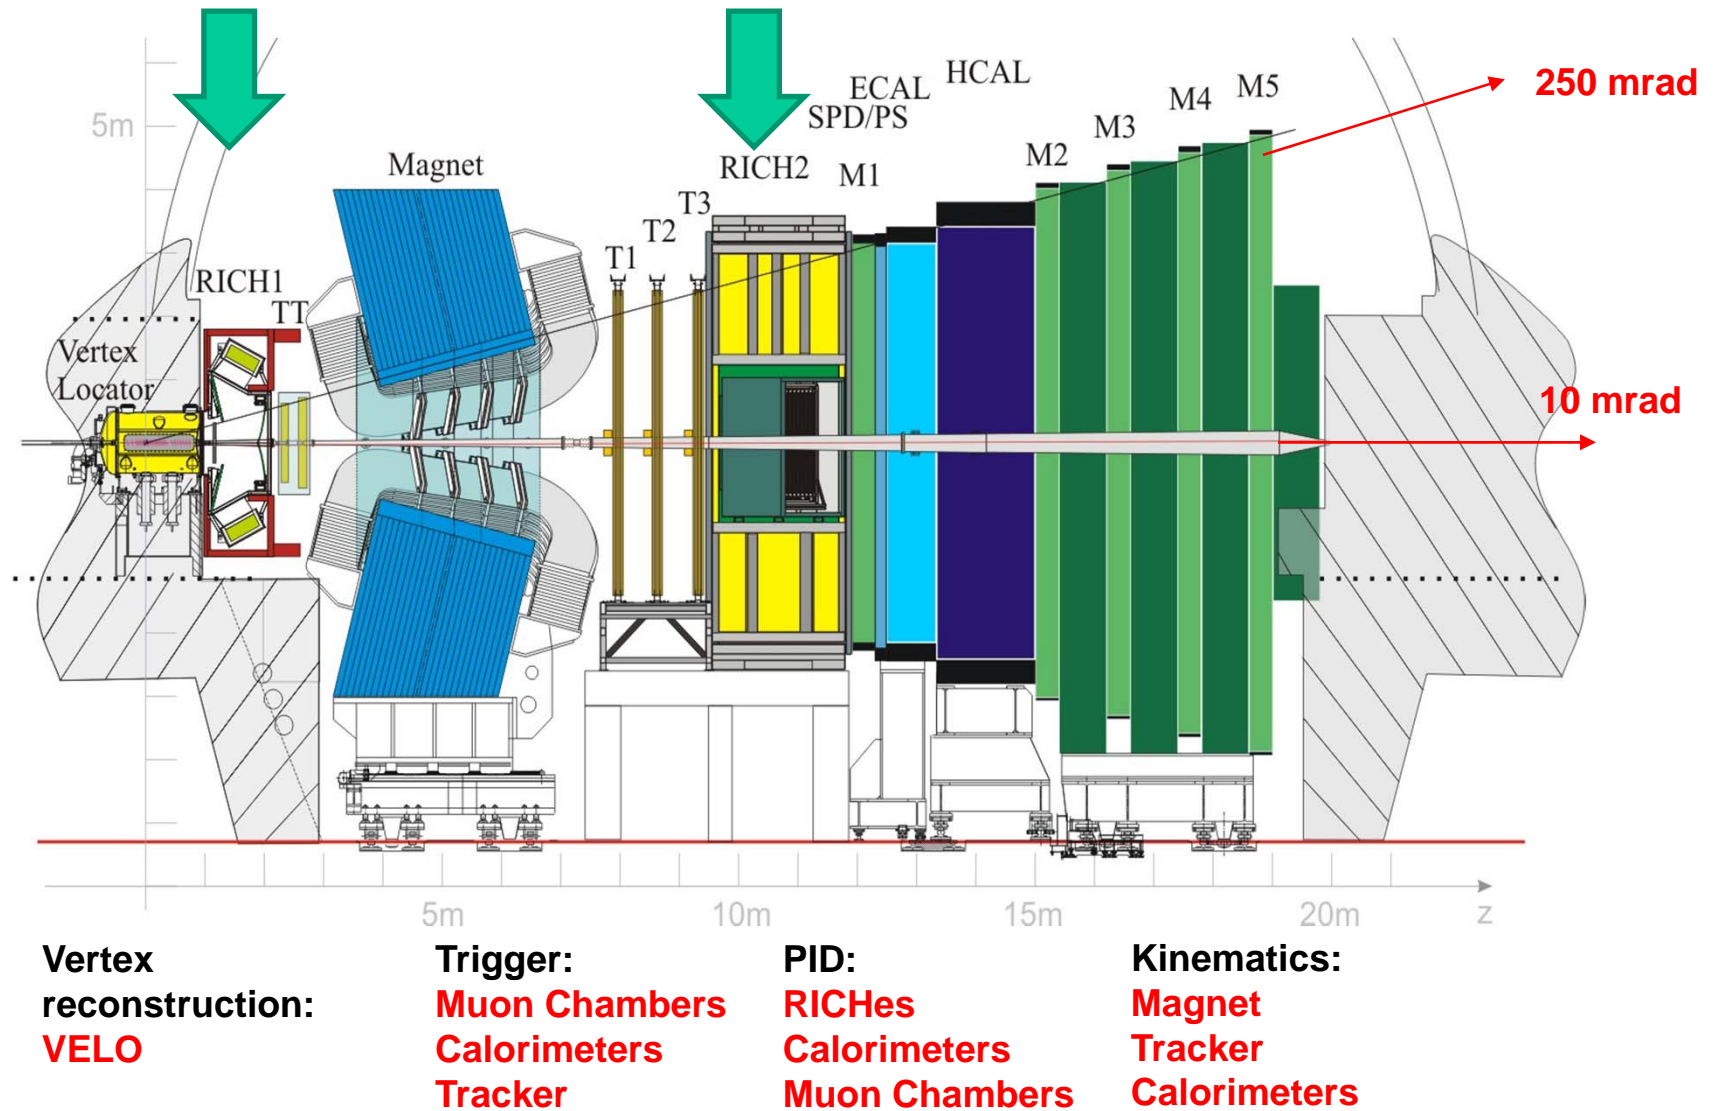 HCAL
250 mrad
ECAL
M5
M4
SPD/PS
5m
M3
Magnet
RICH2
M2
M1
T3
T2
T1
RICH1
TT
Vertex
Locator
10 mrad
5m
10m
15m
20m
z
Vertex
reconstruction:
VELO
Trigger:
Muon Chambers
Calorimeters
Tracker
PID:
RICHes
Calorimeters
Muon Chambers
Kinematics:
Magnet
Tracker
Calorimeters